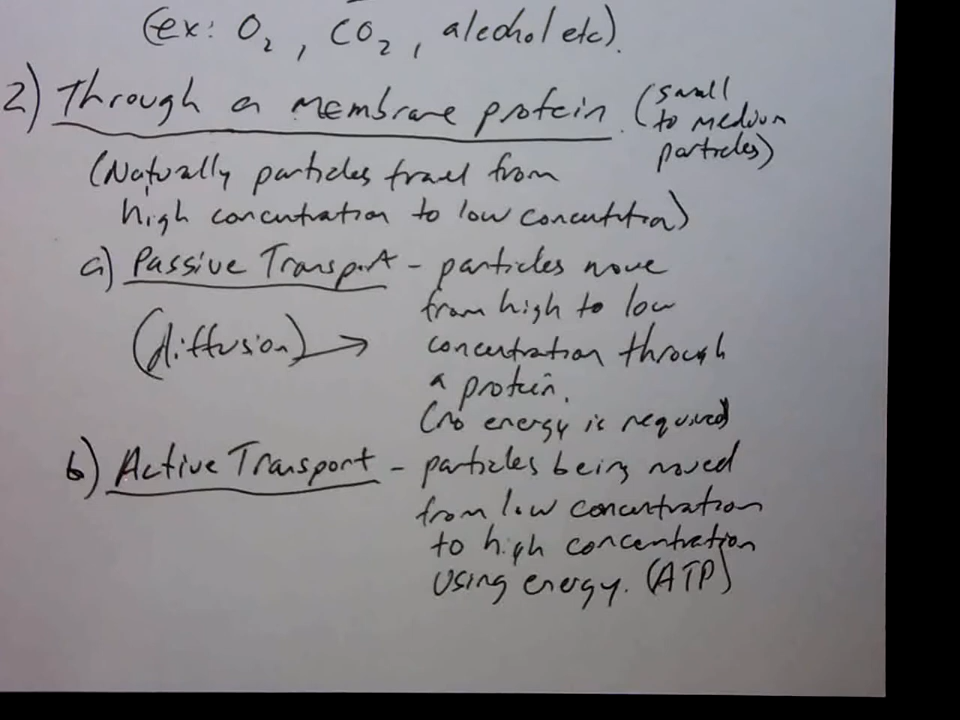 (ex: O2, CO2, alcohol etc).
2) Through a membrane protein. (small to medium particles)
(Naturally particles travel from
high concentration to low concentration)
a) Passive Transport - particles move
from high to low
(diffusion) → concentration through
a protein.
(no energy is required)
b) Active Transport - particles being moved
from low concentration
to high concentration
using energy. (ATP)